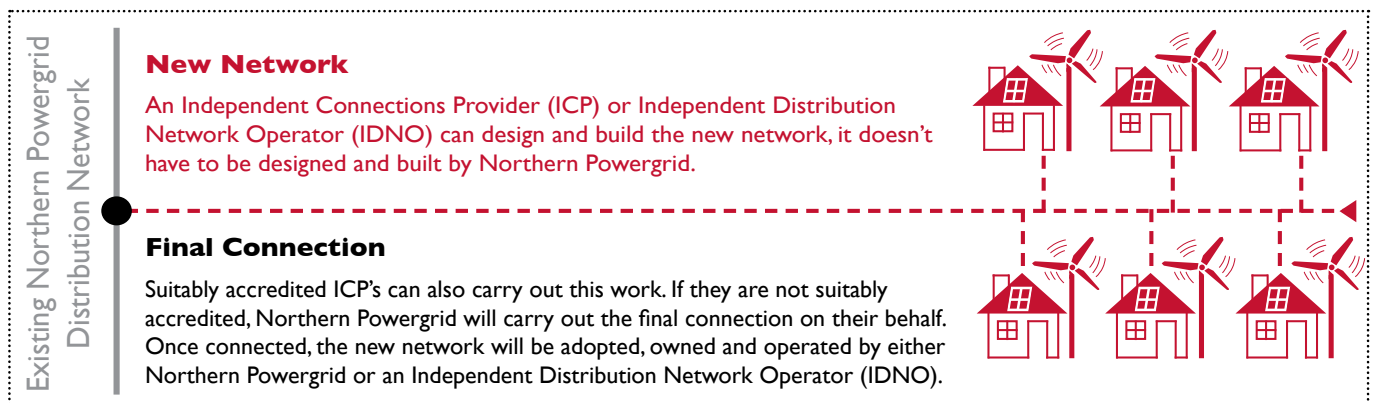 Existing Northern Powergrid
Distribution Network
New Network
An Independent Connections Provider (ICP) or Independent Distribution
Network Operator (IDNO) can design and build the new network, it doesn’t
have to be designed and built by Northern Powergrid.
Final Connection
Suitably accredited ICP’s can also carry out this work. If they are not suitably
accredited, Northern Powergrid will carry out the final connection on their behalf.
Once connected, the new network will be adopted, owned and operated by either
Northern Powergrid or an Independent Distribution Network Operator (IDNO).